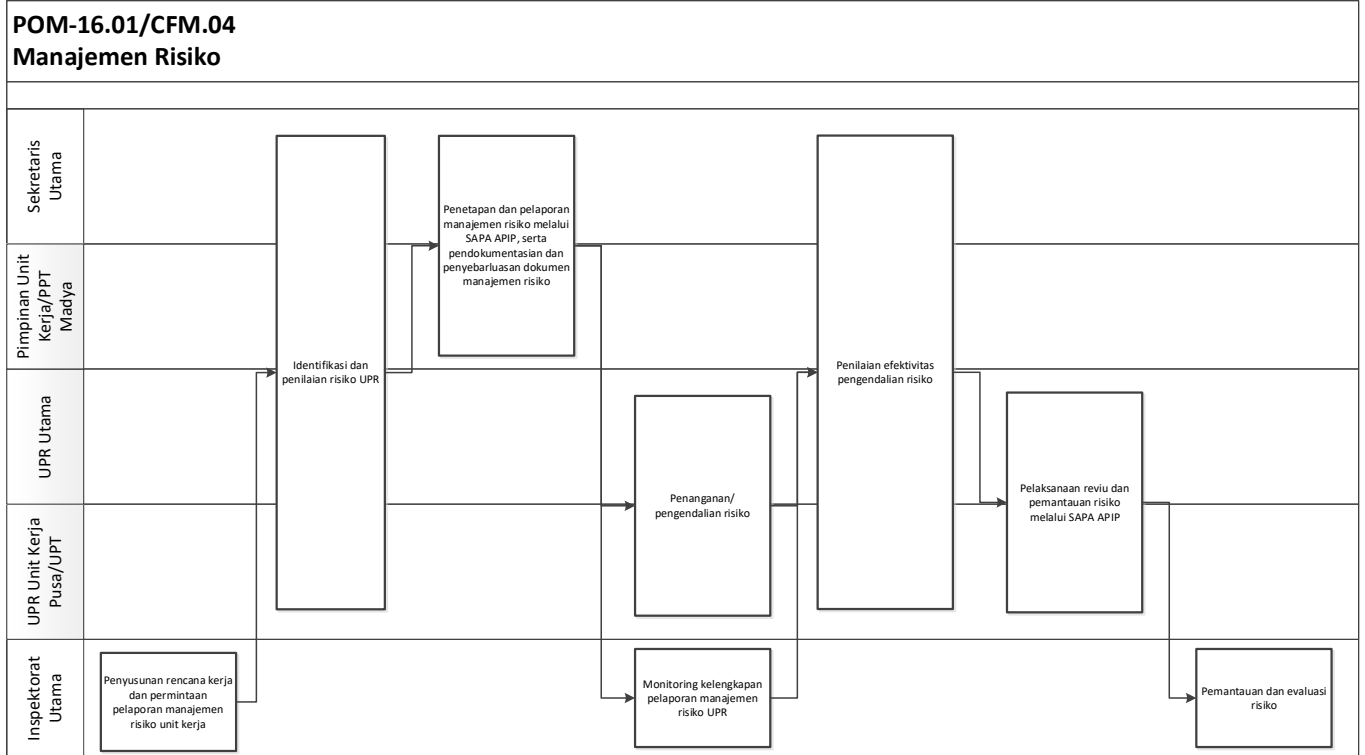 POM-16.01/CFM.04
Manajemen Risiko
Sekretaris
Utama
Pimpinan Unit
Kerja/PPT
Madya
UPR Utama
UPR Unit Kerja
Pusa/UPT
Inspektorat
Utama
Penyusunan rencana kerja
dan permintaan
pelaporan manajemen
risiko unit kerja
Identifikasi dan
penilaian risiko UPR
Penetapan dan pelaporan
manajemen risiko melalui
SAPA APIP, serta
pendokumentasian dan
penyebarluasan dokumen
manajemen risiko
Penanganan/
pengendalian risiko
Monitoring kelengkapan
pelaporan manajemen
risiko UPR
Penilaian efektivitas
pengendalian risiko
Pelaksanaan reviu dan
pemantauan risiko
melalui SAPA APIP
Pemantauan dan evaluasi
risiko